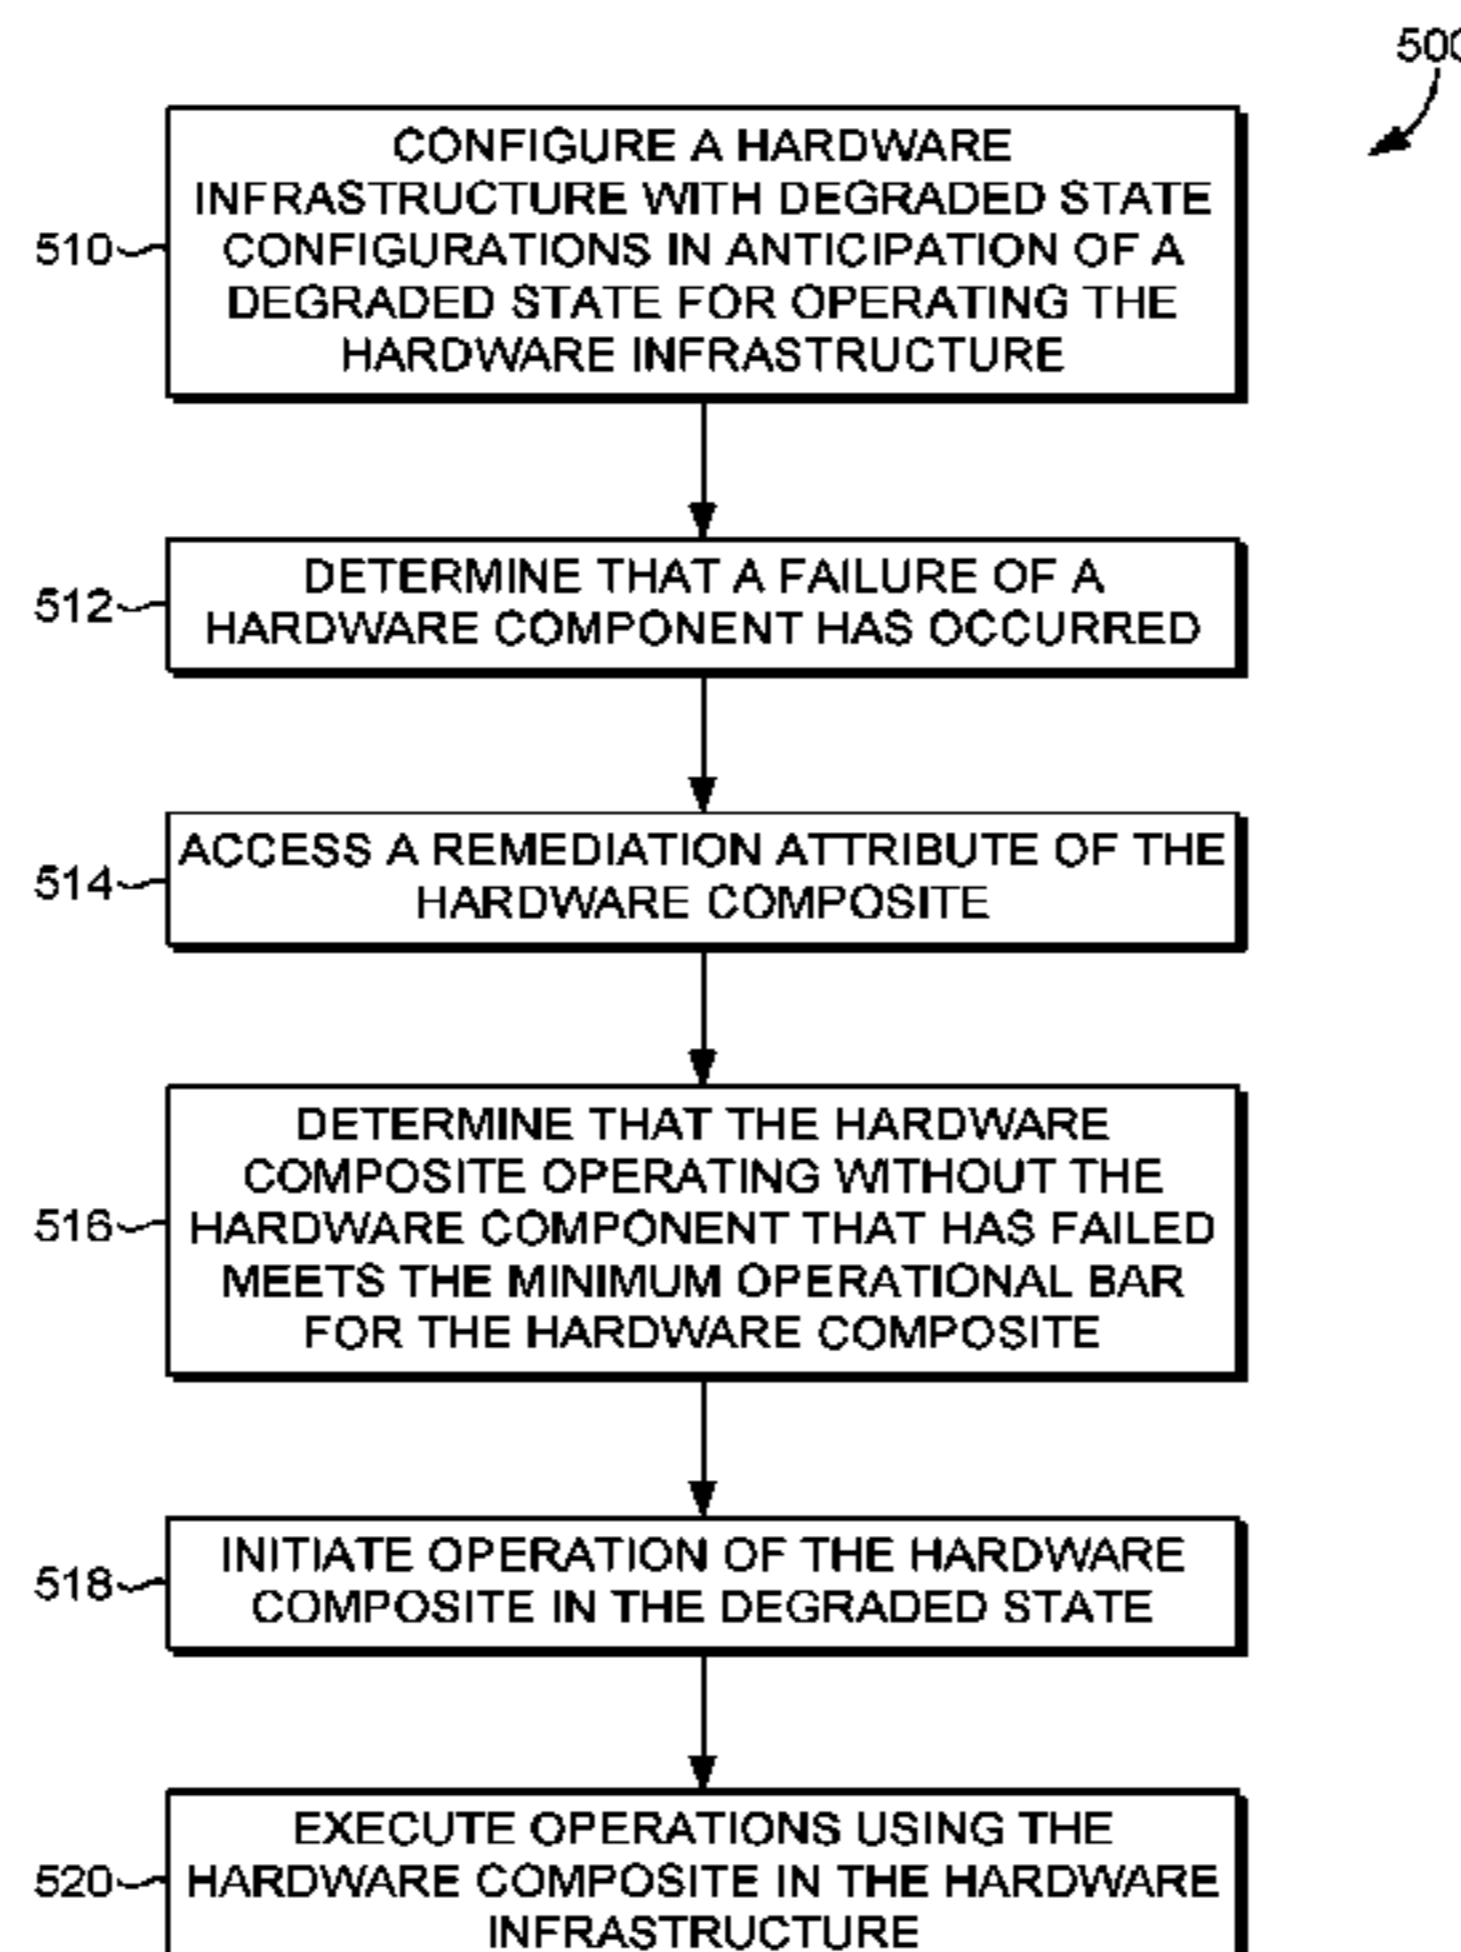 500
CONFIGURE A HARDWARE
INFRASTRUCTURE WITH DEGRADED STATE
510 CONFIGURATIONS IN ANTICIPATION OF A
DEGRADED STATE FOR OPERATING THE
HARDWARE INFRASTRUCTURE
DETERMINE THAT A FAILURE OF A
512
HARDWARE COMPONENT HAS OCCURRED
ACCESS A REMEDIATION ATTRIBUTE OF THE
514
HARDWARE COMPOSITE
DETERMINE THAT THE HARDWARE
COMPOSITE OPERATING WITHOUT THE
516 HARDWARE COMPONENT THAT HAS FAILED
MEETS THE MINIMUM OPERATIONAL BAR
FOR THE HARDWARE COMPOSITE
INITIATE OPERATION OF THE HARDWARE
518
COMPOSITE IN THE DEGRADED STATE
EXECUTE OPERATIONS USING THE
520 HARDWARE COMPOSITE IN THE HARDWARE
INFRASTRUCTURE